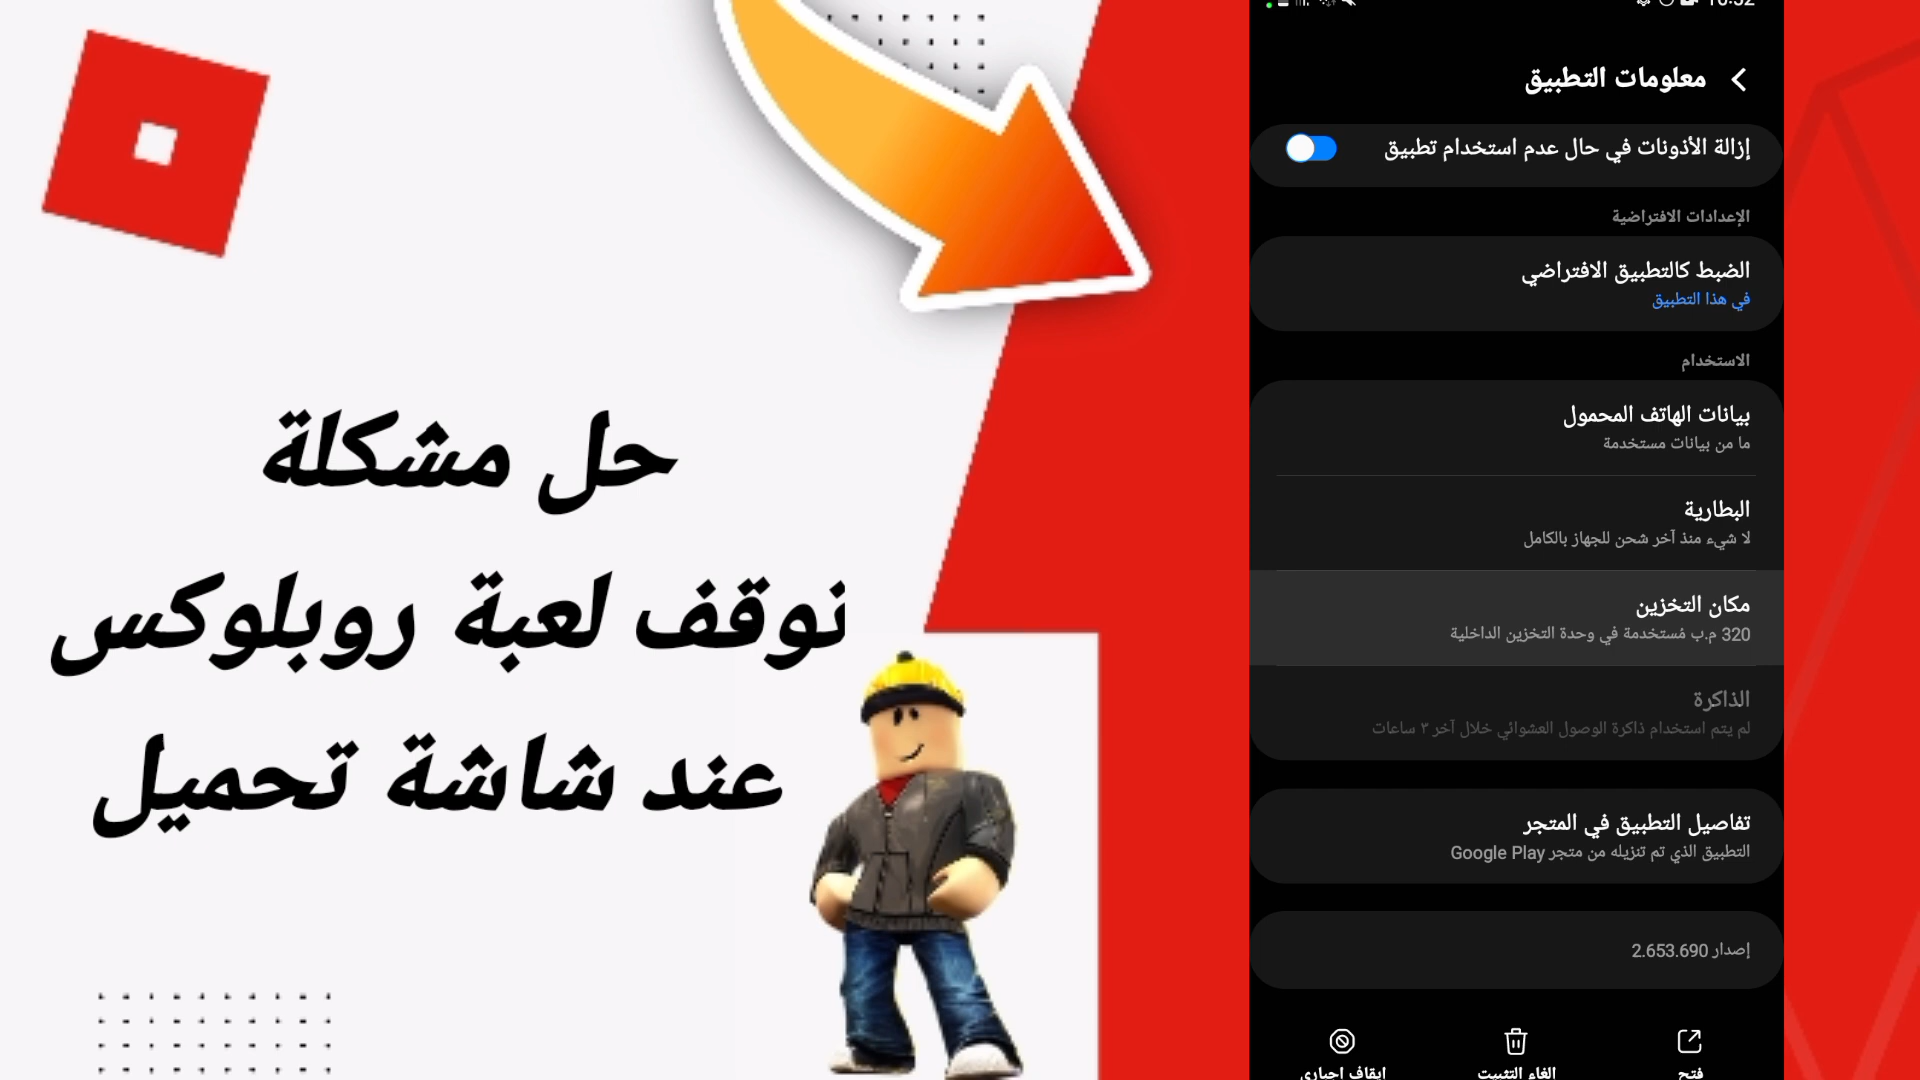 حل مشكلة
نوقف لعبة روبلوكس
عند شاشة تحميل
معلومات التطبيق
إزالة الأذونات في حال عدم استخدام تطبيق
الإعدادات الافتراضية
الضبط كالتطبيق الافتراضي
في هذا التطبيق
الاستخدام
بيانات الهاتف المحمول
ما من بيانات مستخدمة
البطارية
لا شيء منذ آخر شحن للجهاز بالكامل
مكان التخزين
320 م.ب مُستخدمة في وحدة التخزين الداخلية
الذاكرة
لم يتم استخدام ذاكرة الوصول العشوائي خلال آخر ٣ ساعات
تفاصيل التطبيق في المتجر
التطبيق الذي تم تنزيله من متجر Google Play
إصدار 2.653.690
فتح
الغاء التثبيت
ايقاف اجباري